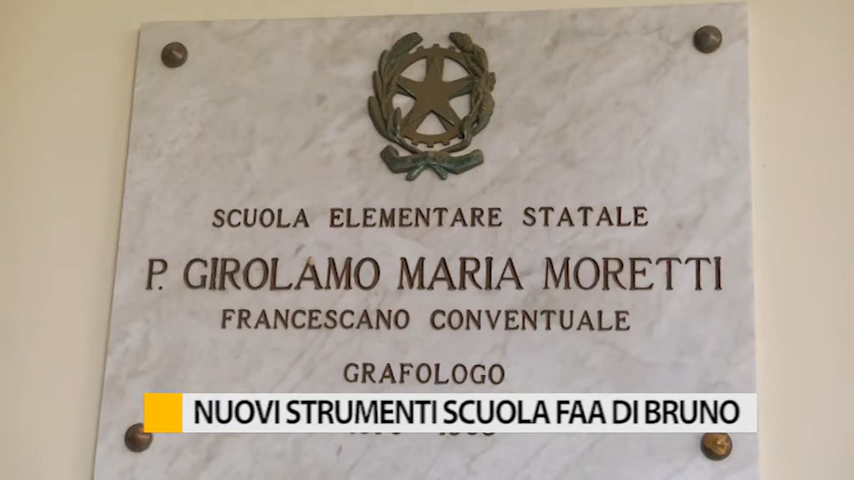 SCUOLA ELEMENTARE STATALE
P. GIROLAMO MARIA MORETTI
FRANCESCANO CONVENTUALE
GRAFOLOGO
NUOVI STRUMENTI SCUOLA FAA DI BRUNO